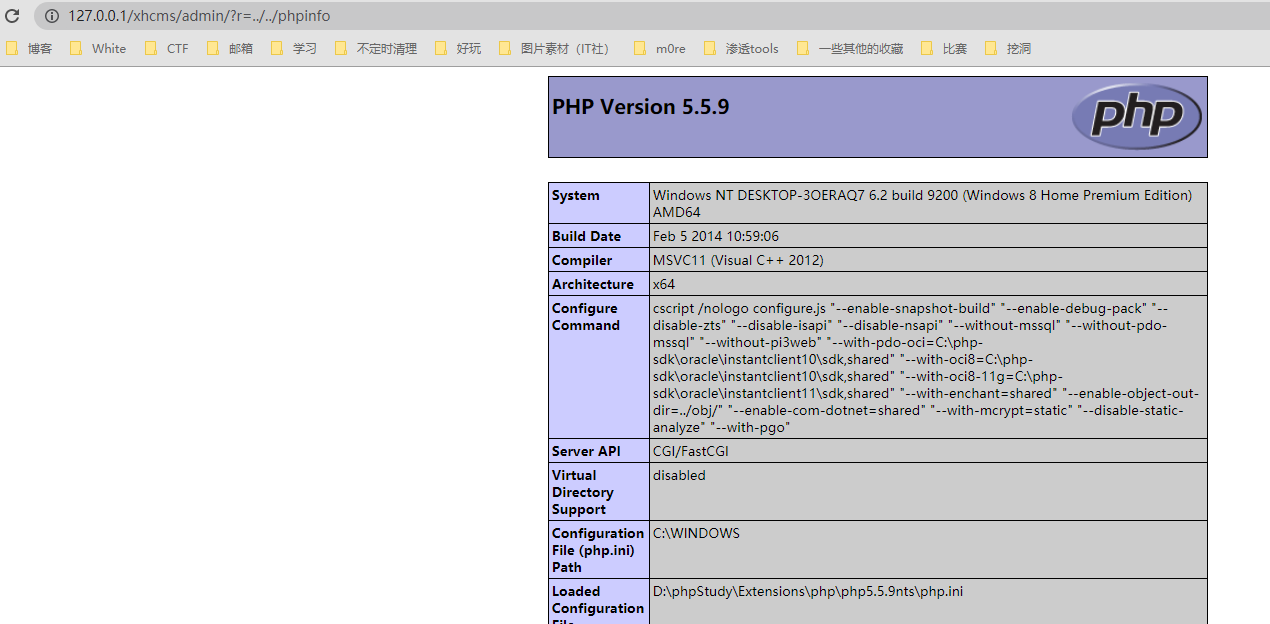 127.0.0.1/xhcms/admin/?r=../../phpinfo
博客 White CTF 邮箱 学习 不定时清理 好玩 图片素材（IT社） m0re 渗透tools 一些其他的收藏 比赛 挖洞
PHP Version 5.5.9
php
System Windows NT DESKTOP-3OERAQ7 6.2 build 9200 (Windows 8 Home Premium Edition)
AMD64
Build Date Feb 5 2014 10:59:06
Compiler MSVC11 (Visual C++ 2012)
Architecture x64
Configure cscript /nologo configure.js "--enable-snapshot-build" "--enable-debug-pack" "--
Command disable-zts" "--disable-isapi" "--disable-nsapi" "--without-mssql" "--without-pdo-
mssql" "--without-pi3web" "--with-pdo-oci=C:\php-
sdk\oracle\instantclient10\sdk,shared" "--with-oci8=C:\php-
sdk\oracle\instantclient10\sdk,shared" "--with-oci8-11g=C:\php-
sdk\oracle\instantclient11\sdk,shared" "--with-enchant=shared" "--enable-object-out-
dir=../obj/" "--enable-com-dotnet=shared" "--with-mcrypt=static" "--disable-static-
analyze" "--with-pgo"
Server API CGI/FastCGI
Virtual disabled
Directory
Support
Configuration C:\WINDOWS
File (php.ini)
Path
Loaded D:\phpStudy\Extensions\php\php5.5.9nts\php.ini
Configuration
File